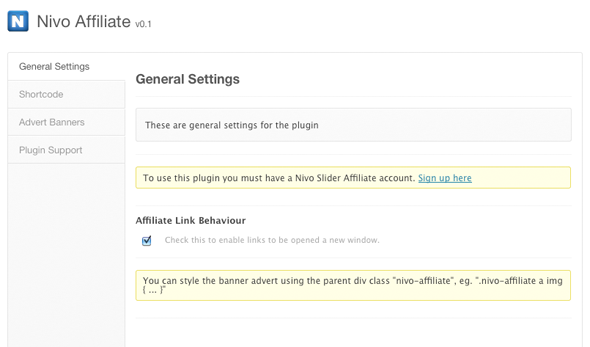 N Nivo Affiliate v0.1
General Settings
Shortcode
Advert Banners
Plugin Support
General Settings
These are general settings for the plugin
To use this plugin you must have a Nivo Slider Affiliate account. Sign up here
Affiliate Link Behaviour
Check this to enable links to be opened a new window.
You can style the banner advert using the parent div class "nivo-affiliate", eg. ".nivo-affiliate a img
{ ... }"